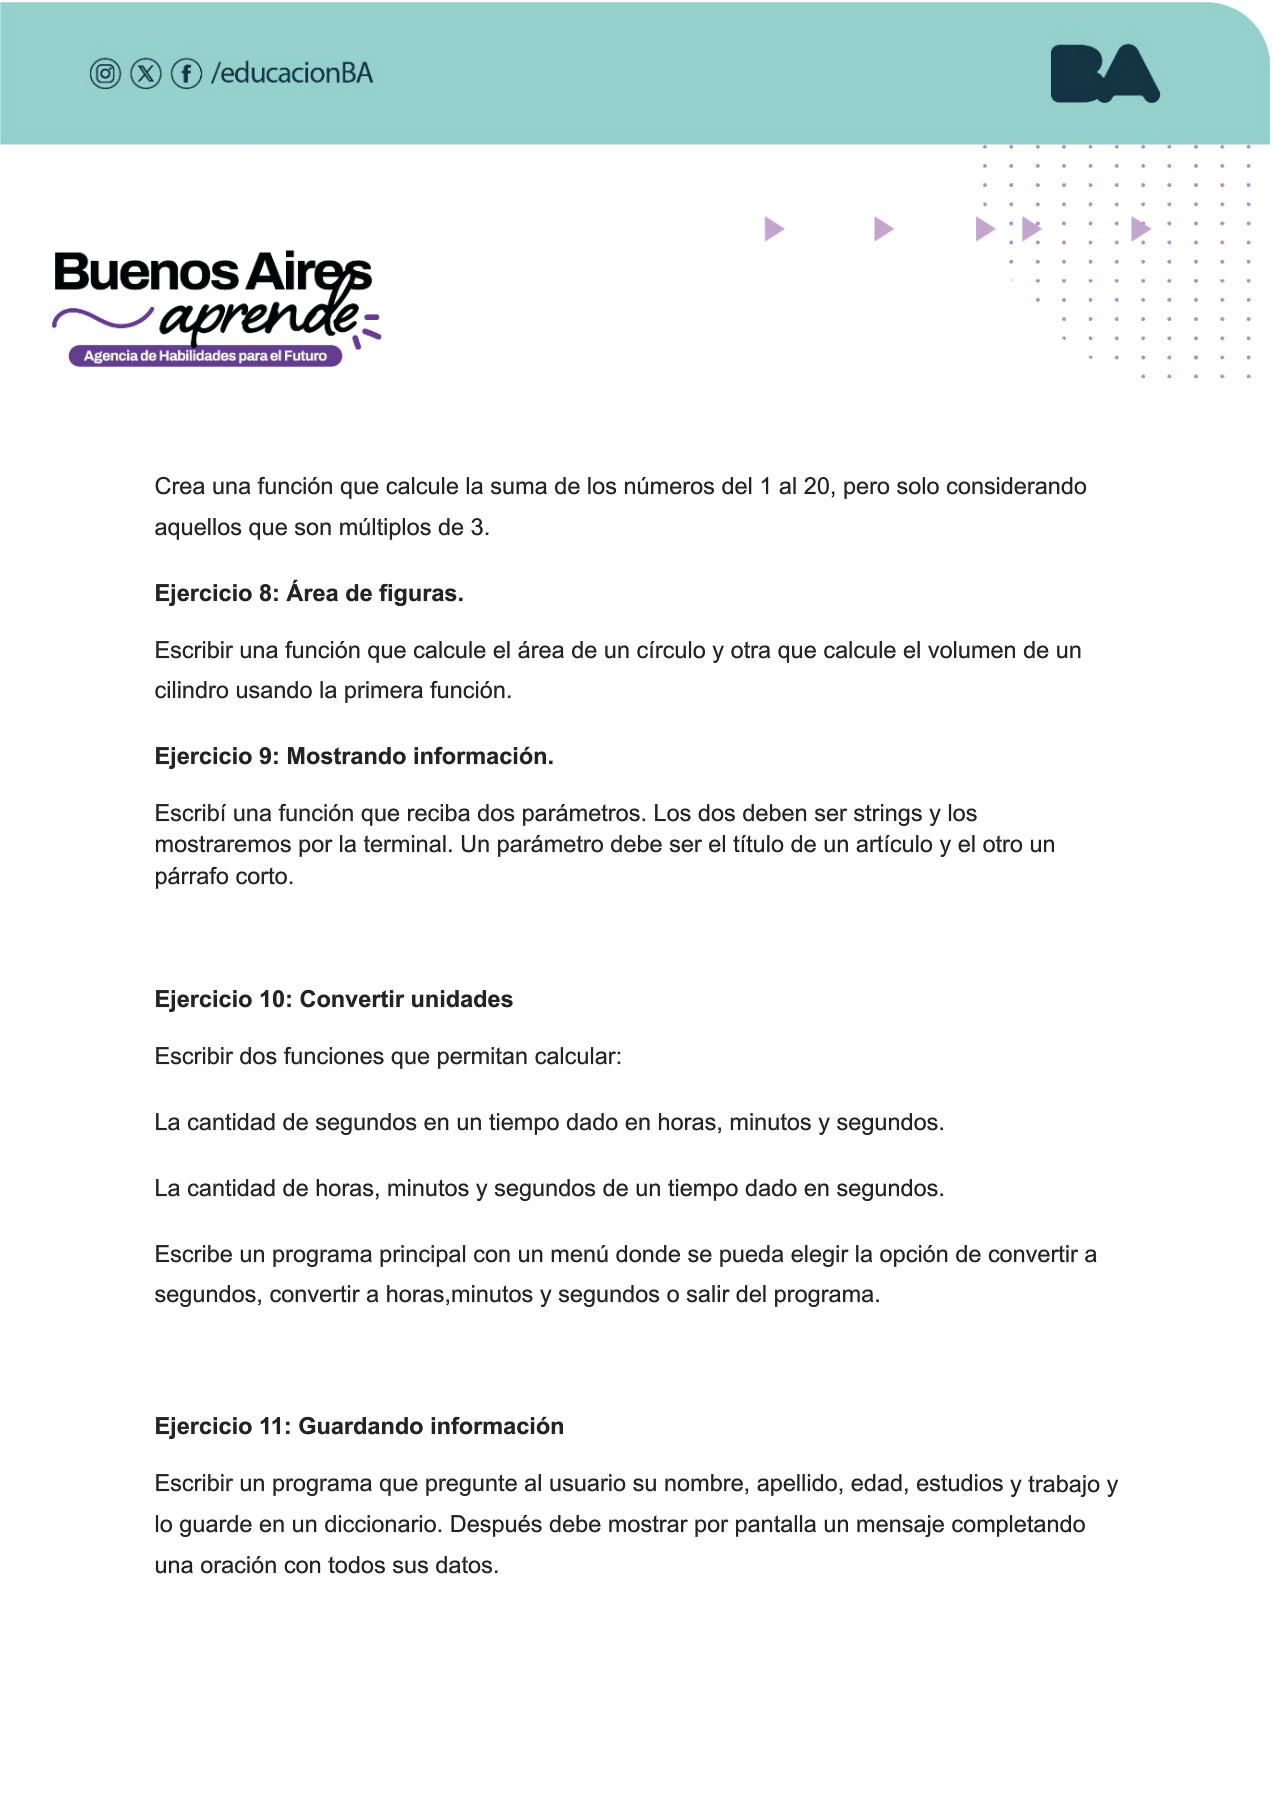 /educacionBA
BA
Buenos Aires
aprende
Agencia de Habilidades para el Futuro
Crea una función que calcule la suma de los números del 1 al 20, pero solo considerando
aquellos que son múltiplos de 3.
Ejercicio 8: Área de figuras.
Escribir una función que calcule el área de un círculo y otra que calcule el volumen de un
cilindro usando la primera función.
Ejercicio 9: Mostrando información.
Escribí una función que reciba dos parámetros. Los dos deben ser strings y los
mostraremos por la terminal. Un parámetro debe ser el título de un artículo y el otro un
párrafo corto.
Ejercicio 10: Convertir unidades
Escribir dos funciones que permitan calcular:
La cantidad de segundos en un tiempo dado en horas, minutos y segundos.
La cantidad de horas, minutos y segundos de un tiempo dado en segundos.
Escribe un programa principal con un menú donde se pueda elegir la opción de convertir a
segundos, convertir a horas,minutos y segundos o salir del programa.
Ejercicio 11: Guardando información
Escribir un programa que pregunte al usuario su nombre, apellido, edad, estudios y trabajo y
lo guarde en un diccionario. Después debe mostrar por pantalla un mensaje completando
una oración con todos sus datos.